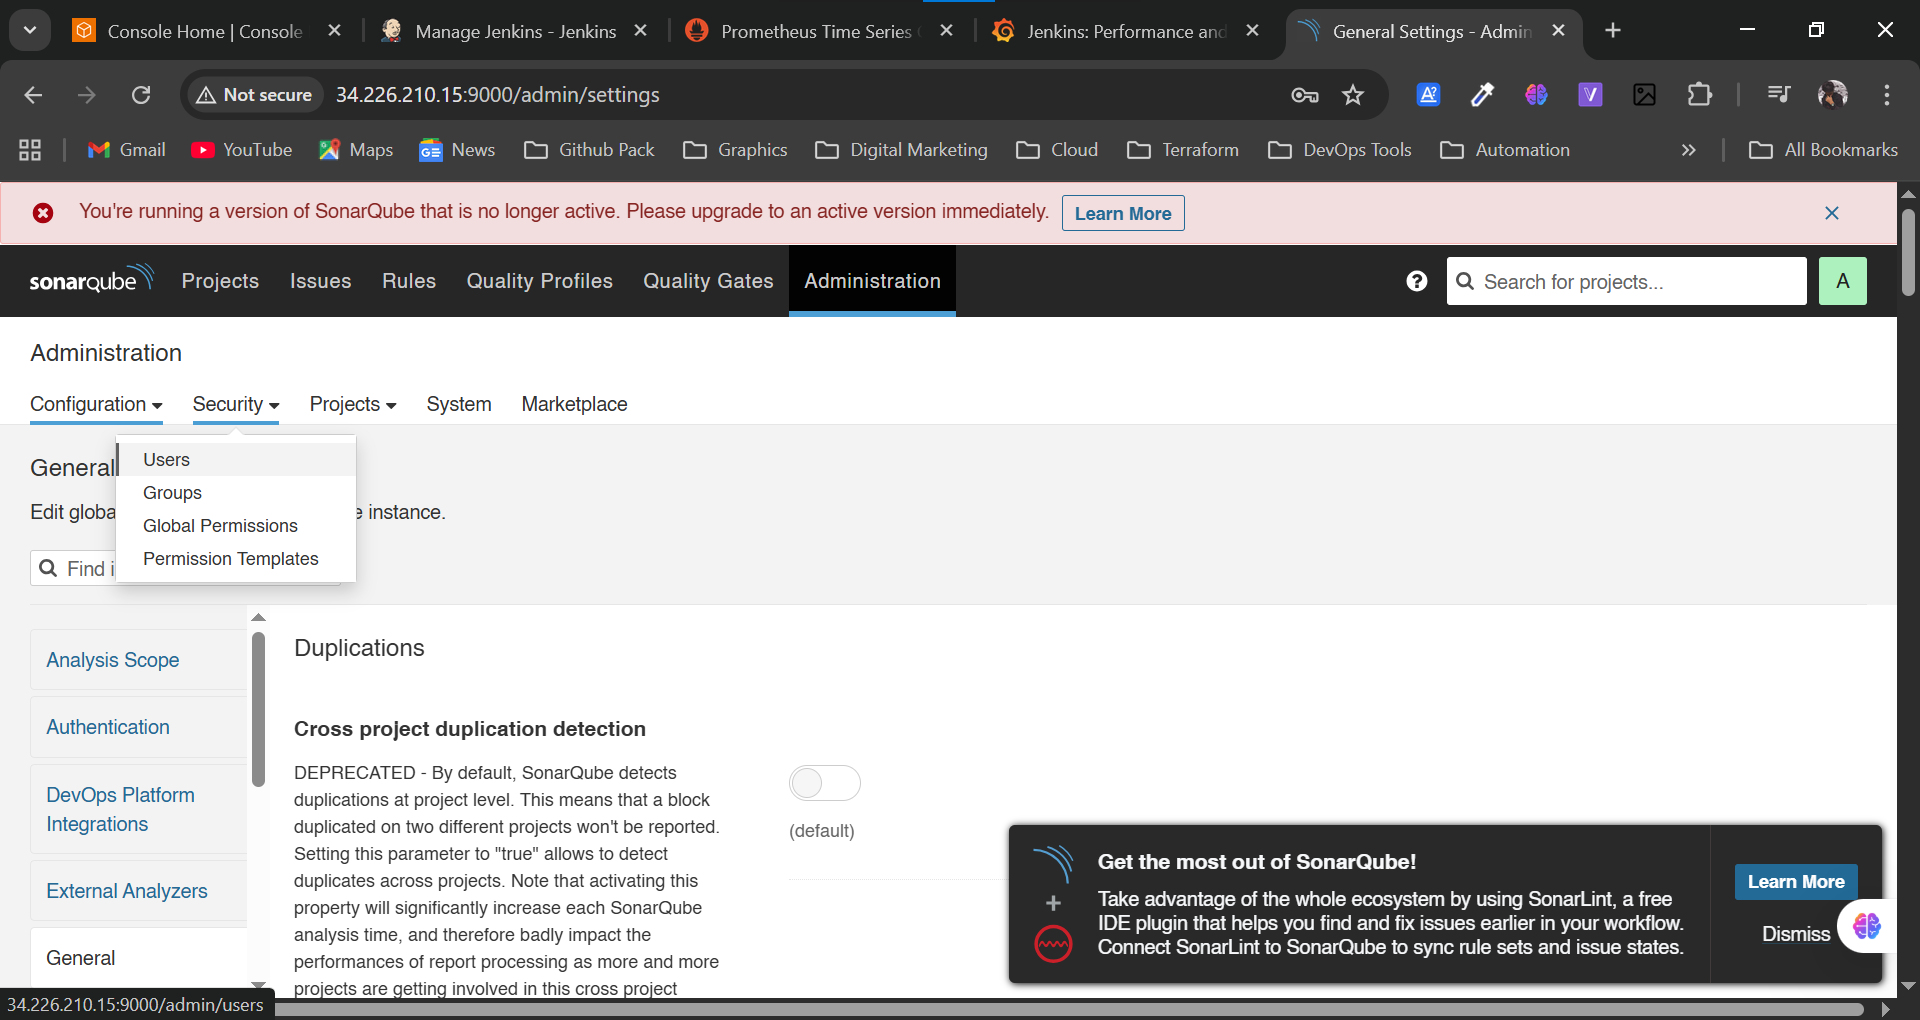 Console Home | Console
Manage Jenkins - Jenkins
Prometheus Time Series
Jenkins: Performance and
General Settings - Admin
Not secure
34.226.210.15:9000/admin/settings
Gmail
YouTube
Maps
News
Github Pack
Graphics
Digital Marketing
Cloud
Terraform
DevOps Tools
Automation
All Bookmarks
You're running a version of SonarQube that is no longer active. Please upgrade to an active version immediately.
Learn More
sonarqube
Projects
Issues
Rules
Quality Profiles
Quality Gates
Administration
Search for projects...
A
Administration
Configuration
Security
Projects
System
Marketplace
Users
Groups
Global Permissions
Permission Templates
General
Edit globa
instance.
Find i
Analysis Scope
Authentication
DevOps Platform
Integrations
External Analyzers
General
Duplications
Cross project duplication detection
DEPRECATED - By default, SonarQube detects
duplications at project level. This means that a block
duplicated on two different projects won't be reported.
Setting this parameter to "true" allows to detect
duplicates across projects. Note that activating this
property will significantly increase each SonarQube
analysis time, and therefore badly impact the
performances of report processing as more and more
projects are getting involved in this cross project
(default)
Get the most out of SonarQube!
Take advantage of the whole ecosystem by using SonarLint, a free
IDE plugin that helps you find and fix issues earlier in your workflow.
Connect SonarLint to SonarQube to sync rule sets and issue states.
Learn More
Dismiss
34.226.210.15:9000/admin/users